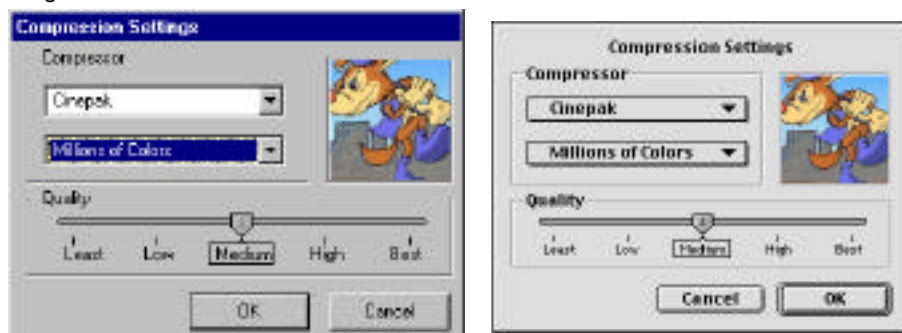 Compression Settings
Compressor
Cinepak
Millions of Colors
Quality
Least Low Medium High Best
OK Cancel
Compression Settings
Compressor
Cinepak
Millions of Colors
Quality
Least Low Medium High Best
Cancel OK